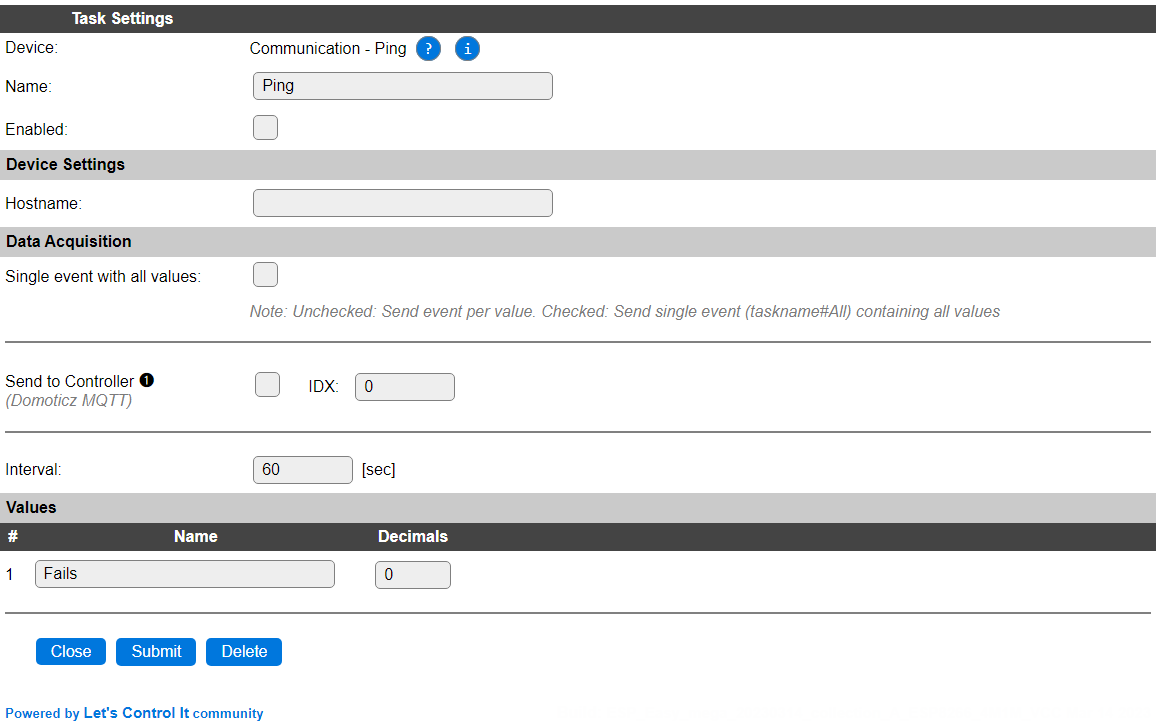 Task Settings
Device: Communication - Ping ? i
Name: Ping
Enabled:
Device Settings
Hostname:
Data Acquisition
Single event with all values:
Note: Unchecked: Send event per value. Checked: Send single event (taskname#All) containing all values
Send to Controller ❶ IDX: 0
(Domoticz MQTT)
Interval: 60 [sec]
Values
# Name Decimals
1 Fails 0
Close Submit Delete
Powered by Let's Control It community